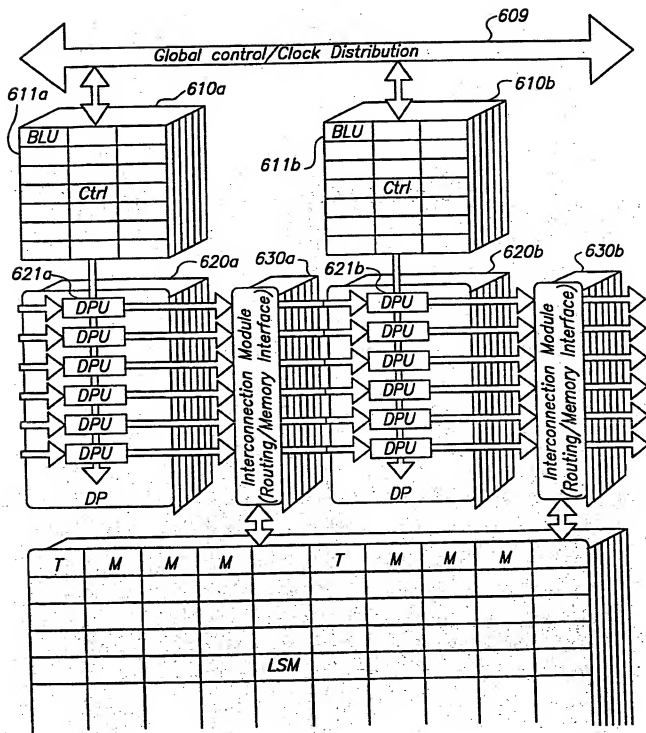 609
Global control/Clock Distribution
611a
610a
610b
BLU
BLU
611b
Ctrl
Ctrl
621a
620a
630a
621b
620b
630b
DPU
DPU
DPU
DPU
DPU
DPU
DPU
DPU
DPU
DPU
DPU
DPU
DP
DP
Interconnection Module
(Routing/Memory Interface)
Interconnection Module
(Routing/Memory Interface)
T M M M T M M M
LSM